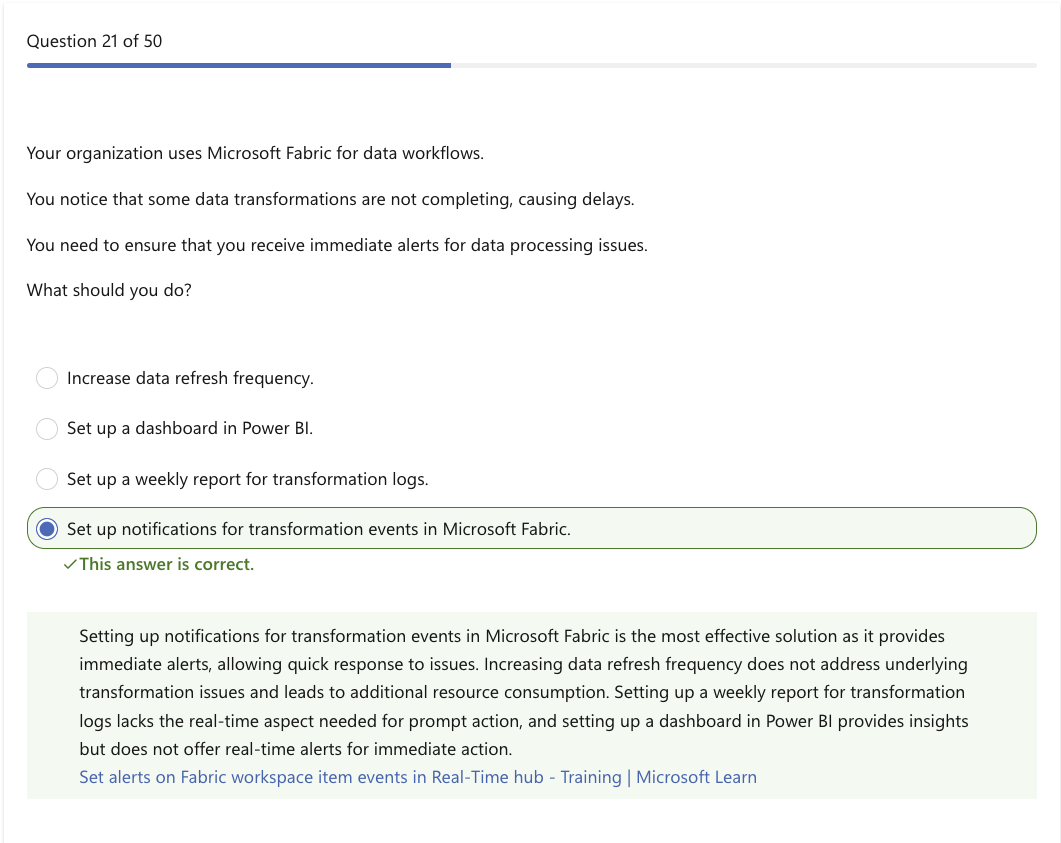 Question 21 of 50
Your organization uses Microsoft Fabric for data workflows.
You notice that some data transformations are not completing, causing delays.
You need to ensure that you receive immediate alerts for data processing issues.
What should you do?
Increase data refresh frequency.
Set up a dashboard in Power BI.
Set up a weekly report for transformation logs.
Set up notifications for transformation events in Microsoft Fabric.
This answer is correct.
Setting up notifications for transformation events in Microsoft Fabric is the most effective solution as it provides
immediate alerts, allowing quick response to issues. Increasing data refresh frequency does not address underlying
transformation issues and leads to additional resource consumption. Setting up a weekly report for transformation
logs lacks the real-time aspect needed for prompt action, and setting up a dashboard in Power BI provides insights
but does not offer real-time alerts for immediate action.
Set alerts on Fabric workspace item events in Real-Time hub - Training | Microsoft Learn